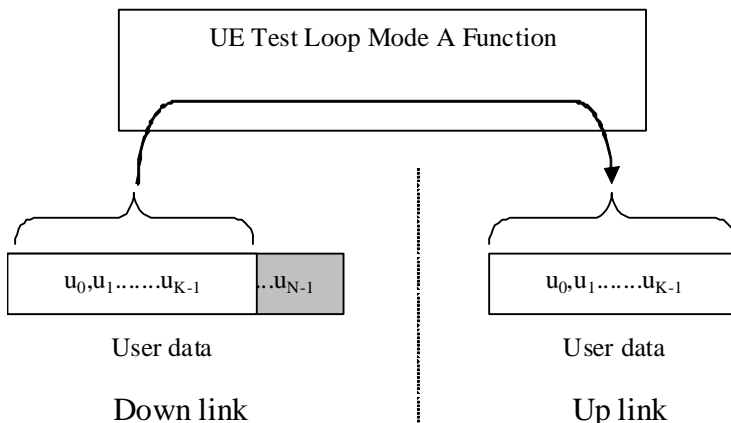 UE Test Loop Mode A Function
u0,u1.......uK-1 ...uN-1
u0,u1.......uK-1
User data
User data
Down link
Up link